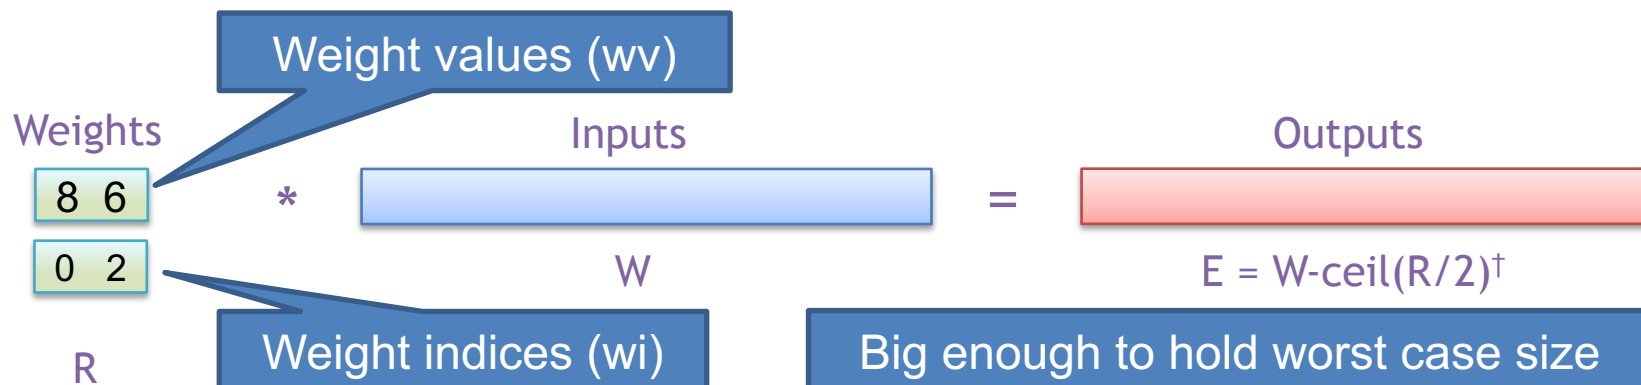 Weight values (wv)
Weights
Inputs
Outputs
8 6
*
=
0 2
W
E = W-ceil(R/2)†
Weight indices (wi)
Big enough to hold worst case size
R